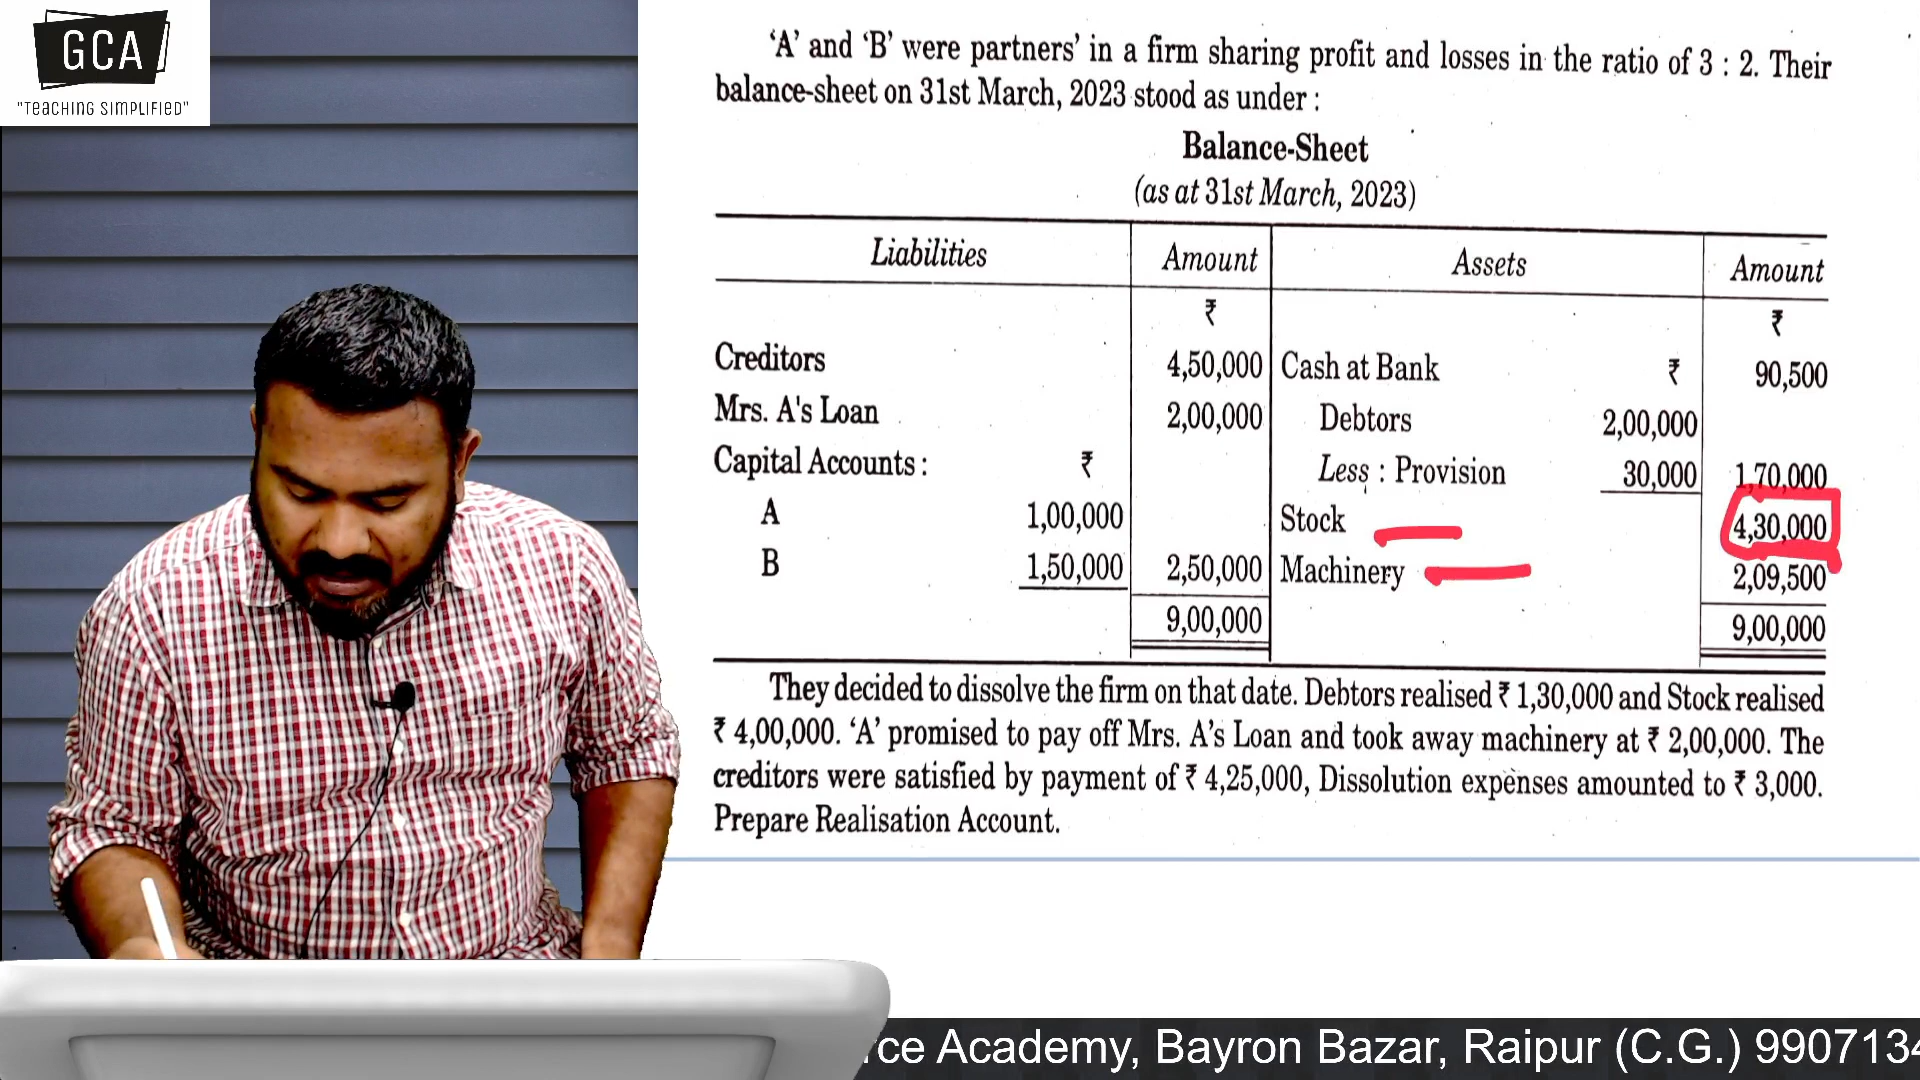 GCA
"TEACHING SIMPLIFIED"
‘A’ and ‘B’ were partners’ in a firm sharing profit and losses in the ratio of 3 : 2. Their
balance-sheet on 31st March, 2023 stood as under :
Balance-Sheet
(as at 31st March, 2023)
Liabilities Amount Assets Amount
₹ ₹
Creditors 4,50,000 Cash at Bank ₹ 90,500
Mrs. A's Loan 2,00,000 Debtors 2,00,000
Capital Accounts : ₹ Less : Provision 30,000 1,70,000
A 1,00,000 Stock 4,30,000
B 1,50,000 2,50,000 Machinery 2,09,500
9,00,000 9,00,000
They decided to dissolve the firm on that date. Debtors realised ₹ 1,30,000 and Stock realised
₹ 4,00,000. ‘A’ promised to pay off Mrs. A’s Loan and took away machinery at ₹ 2,00,000. The
creditors were satisfied by payment of ₹ 4,25,000, Dissolution expenses amounted to ₹ 3,000.
Prepare Realisation Account.
rce Academy, Bayron Bazar, Raipur (C.G.) 990713